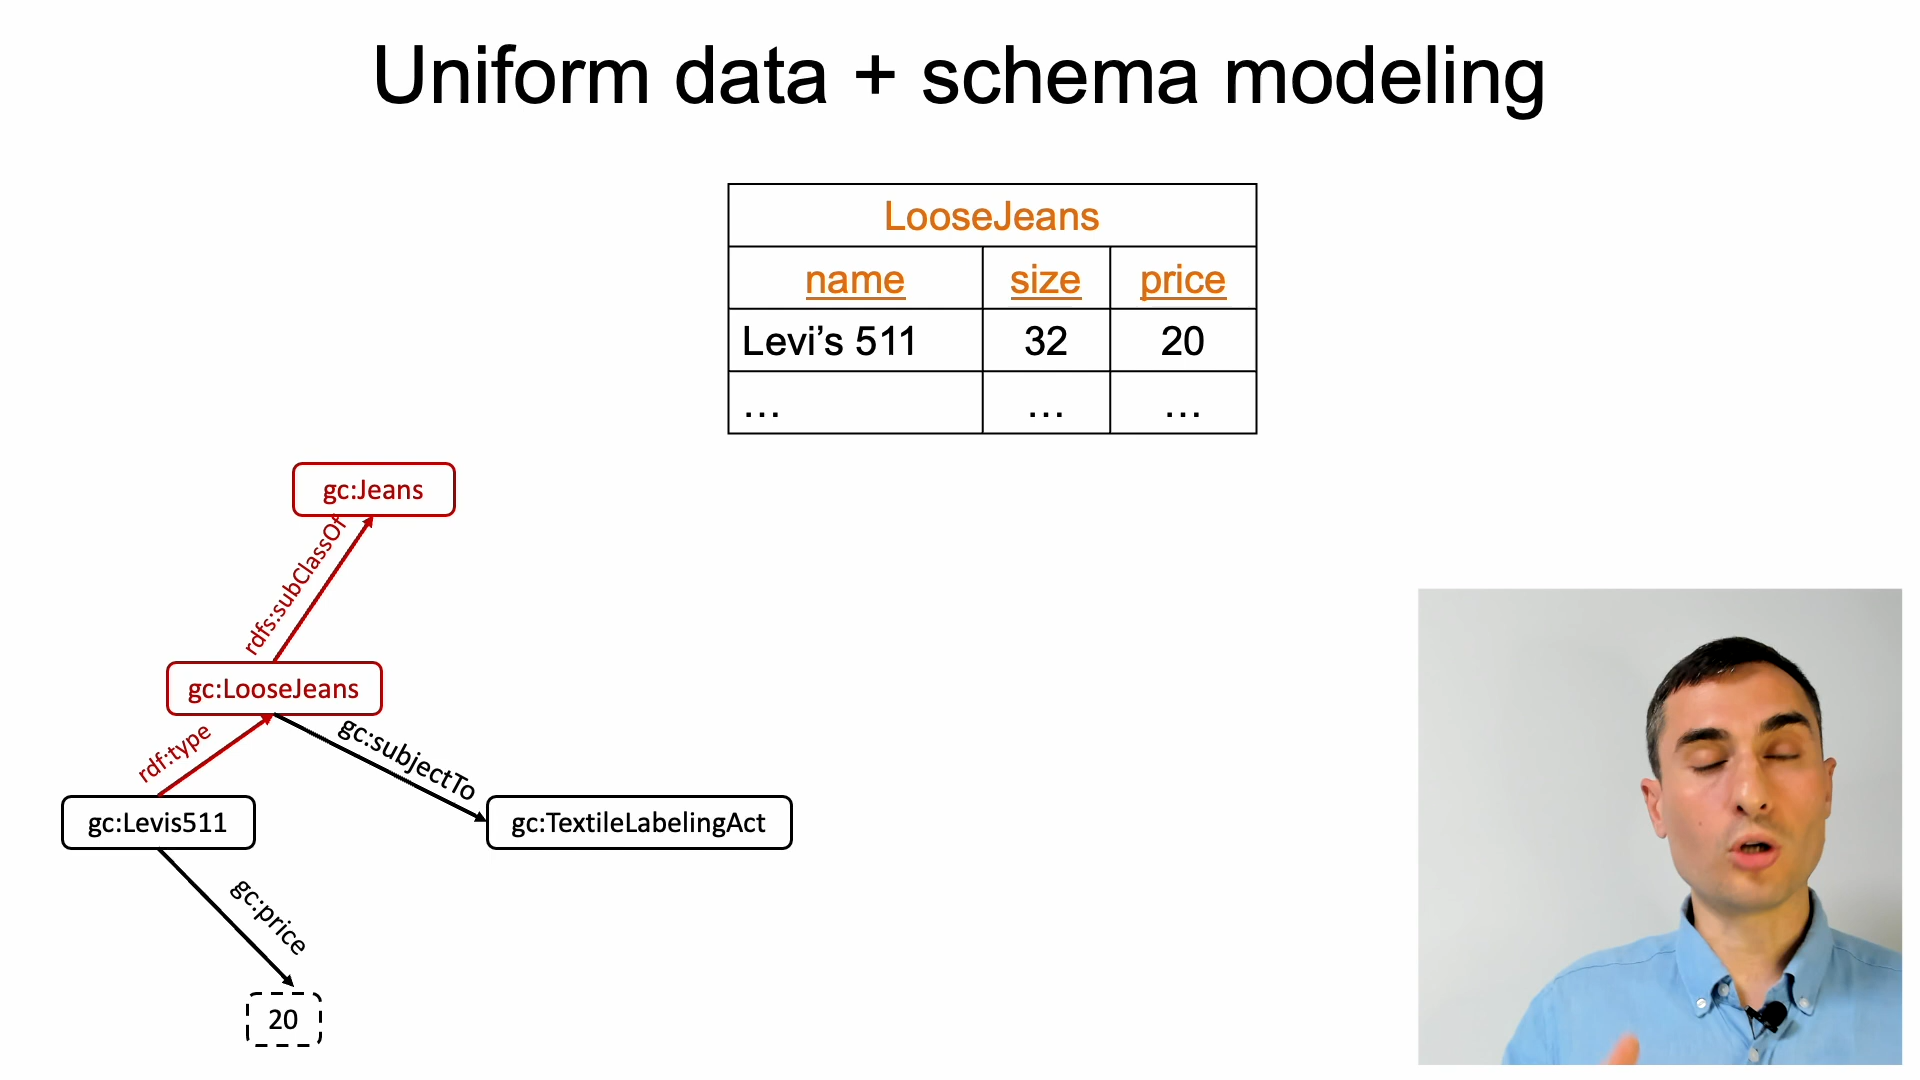 Uniform data + schema modeling
LooseJeans
name size price
Levi’s 511 32 20
... ... ...
gc:Jeans
rdfs:subClassOf
gc:LooseJeans
rdf:type
gc:subjectTo
gc:Levis511
gc:TextileLabelingAct
gc:price
20